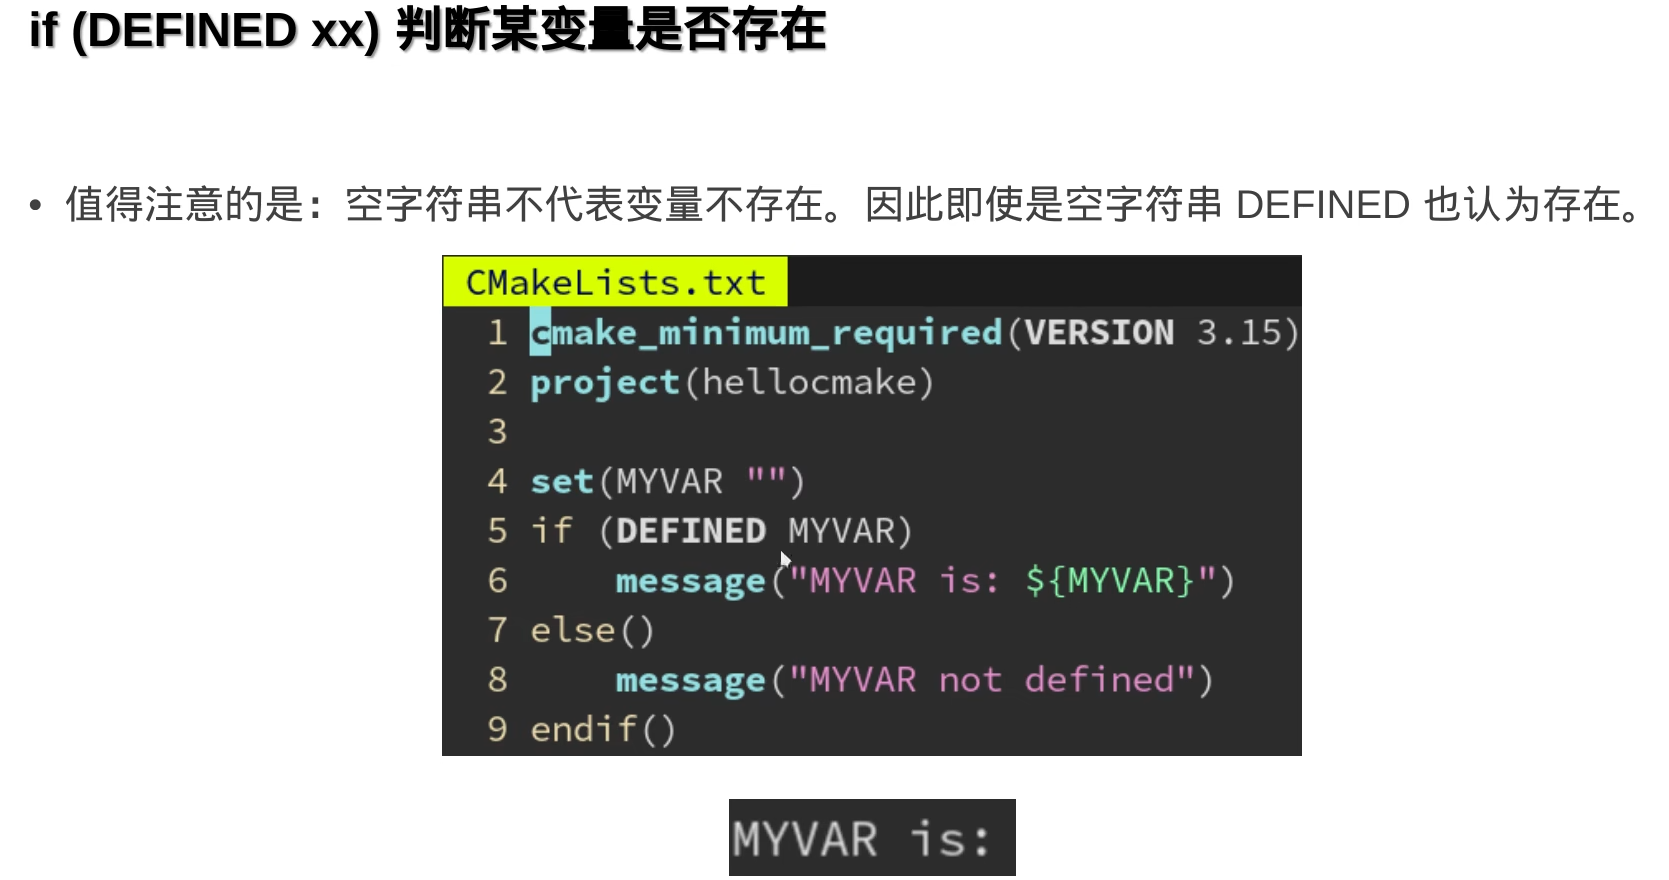 if (DEFINED xx) 判断某变量是否存在
• 值得注意的是：空字符串不代表变量不存在。因此即使是空字符串 DEFINED 也认为存在。
CMakeLists.txt
1 cmake_minimum_required(VERSION 3.15)
2 project(hellocmake)
3
4 set(MYVAR "")
5 if (DEFINED MYVAR)
6     message("MYVAR is: ${MYVAR}")
7 else()
8     message("MYVAR not defined")
9 endif()
MYVAR is: